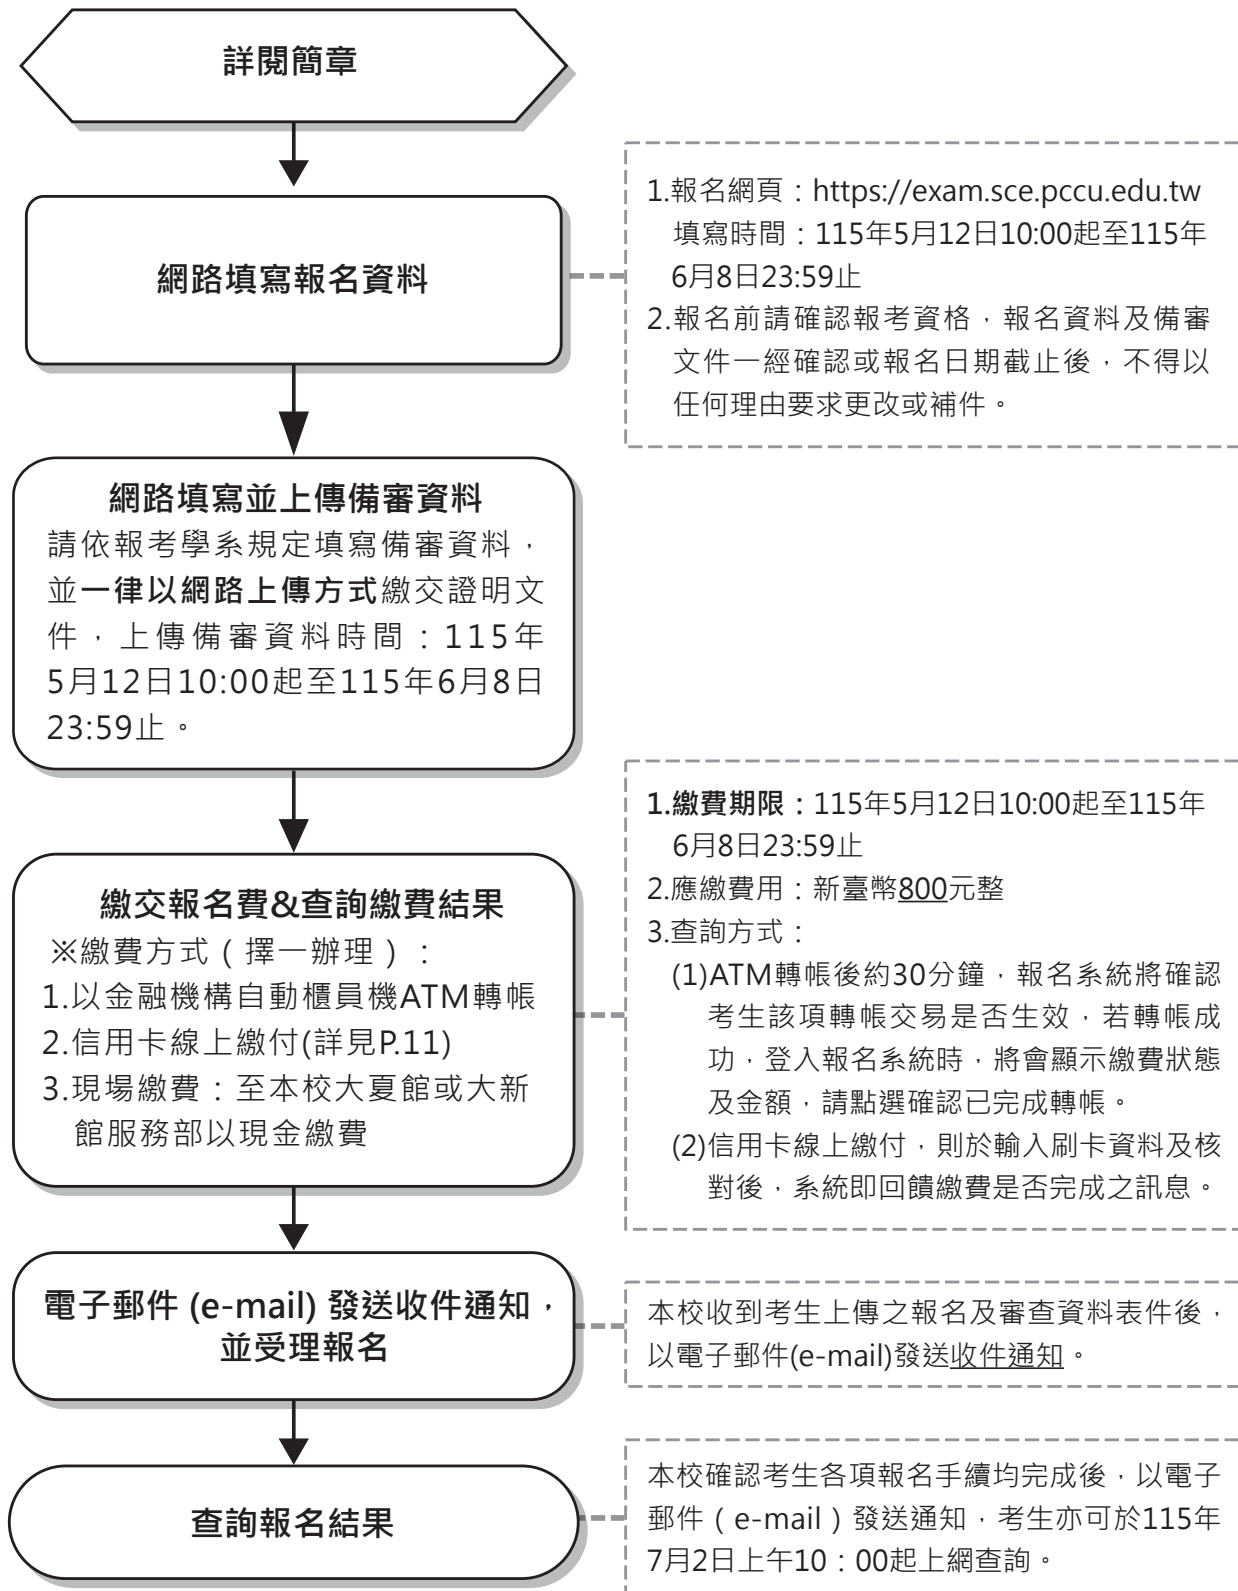 詳閱簡章
網路填寫報名資料
1.報名網頁：https://exam.sce.pccu.edu.tw
填寫時間：115年5月12日10:00起至115年
6月8日23:59止
2.報名前請確認報考資格，報名資料及備審
文件一經確認或報名日期截止後，不得以
任何理由要求更改或補件。
網路填寫並上傳備審資料
請依報考學系規定填寫備審資料，
並一律以網路上傳方式繳交證明文
件，上傳備審資料時間：115年
5月12日10:00起至115年6月8日
23:59止。
繳交報名費&查詢繳費結果
※繳費方式（擇一辦理）：
1.以金融機構自動櫃員機ATM轉帳
2.信用卡線上繳付(詳見P.11)
3.現場繳費：至本校大夏館或大新
館服務部以現金繳費
1.繳費期限：115年5月12日10:00起至115年
6月8日23:59止
2.應繳費用：新臺幣800元整
3.查詢方式：
(1)ATM轉帳後約30分鐘，報名系統將確認
考生該項轉帳交易是否生效，若轉帳成
功，登入報名系統時，將會顯示繳費狀態
及金額，請點選確認已完成轉帳。
(2)信用卡線上繳付，則於輸入刷卡資料及核
對後，系統即回饋繳費是否完成之訊息。
電子郵件 (e-mail) 發送收件通知，
並受理報名
本校收到考生上傳之報名及審查資料表件後，
以電子郵件(e-mail)發送收件通知。
查詢報名結果
本校確認考生各項報名手續均完成後，以電子
郵件（e-mail）發送通知，考生亦可於115年
7月2日上午10：00起上網查詢。